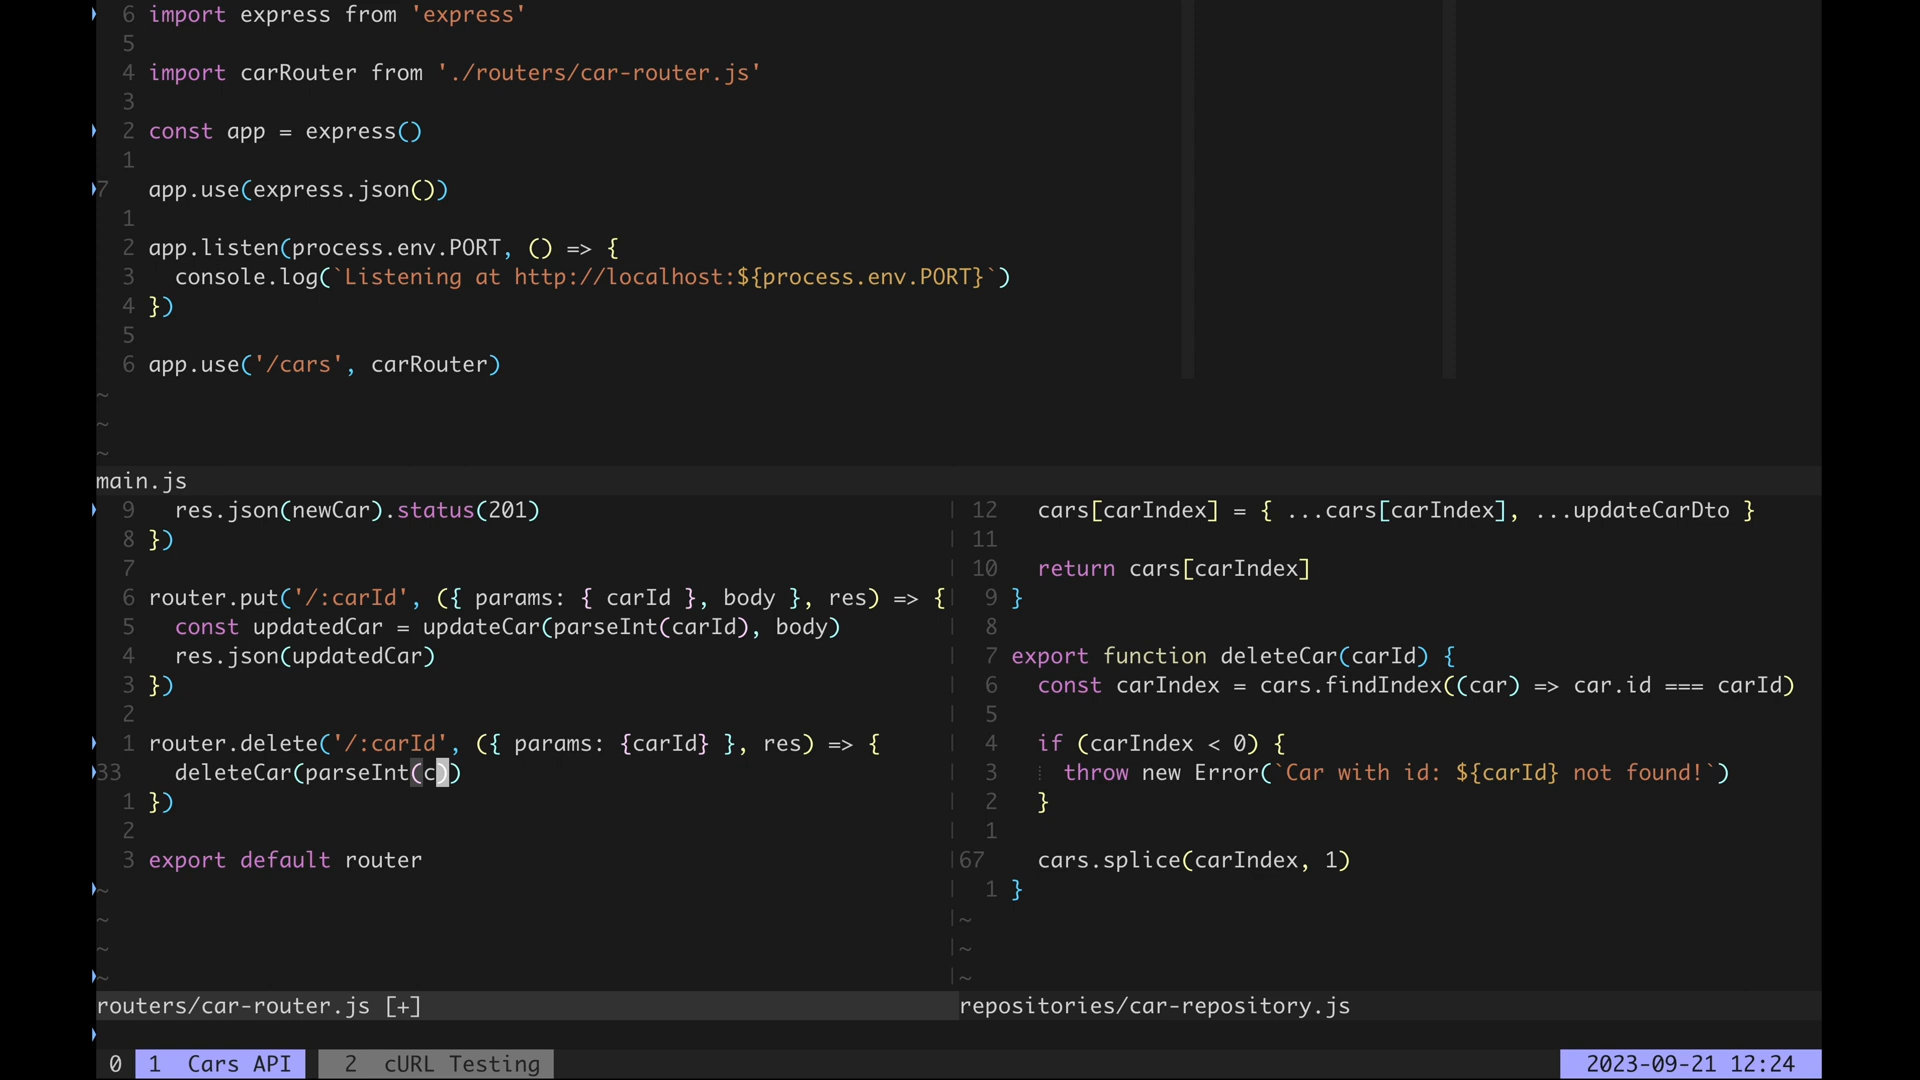 6 import express from 'express'
5
4 import carRouter from './routers/car-router.js'
3
2 const app = express()
1
7 app.use(express.json())
1
2 app.listen(process.env.PORT, () => {
3   console.log(`Listening at http://localhost:${process.env.PORT}`)
4 })
5
6 app.use('/cars', carRouter)
~
~
~
main.js
9   res.json(newCar).status(201)
8 })
7
6 router.put('/:carId', ({ params: { carId }, body }, res) => {
5   const updatedCar = updateCar(parseInt(carId), body)
4   res.json(updatedCar)
3 })
2
1 router.delete('/:carId', ({ params: {carId} }, res) => {
33   deleteCar(parseInt(c))
1 })
2
3 export default router
~
~
~
~
routers/car-router.js [+]
12   cars[carIndex] = { ...cars[carIndex], ...updateCarDto }
11
10   return cars[carIndex]
9 }
8
7 export function deleteCar(carId) {
6   const carIndex = cars.findIndex((car) => car.id === carId)
5
4   if (carIndex < 0) {
3     throw new Error(`Car with id: ${carId} not found!`)
2   }
1
67   cars.splice(carIndex, 1)
1 }
~
~
~
repositories/car-repository.js
0 1 Cars API 2 cURL Testing 2023-09-21 12:24